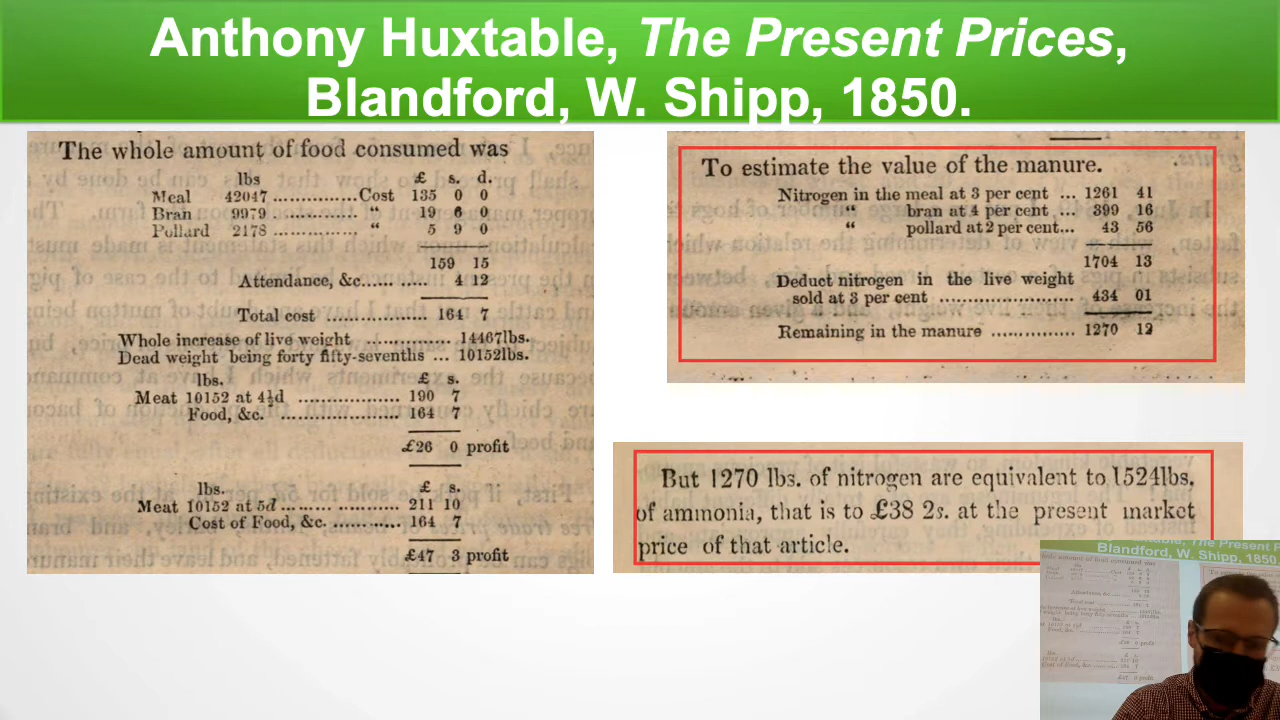 Anthony Huxtable, The Present Prices,
Blandford, W. Shipp, 1850.
The whole amount of food consumed was
lbs £ s. d.
Meal 42047 .............. Cost 135 0 0
Bran 9979 .............. “ 19 6 0
Pollard 2178 .............. “ 5 9 0
159 15
Attendance, &c...... ..... 4 12
Total cost .................. 164 7
Whole increase of live weight ............... 14467lbs.
Dead weight being forty fifty-sevenths ... 10152lbs.
lbs. £ s.
Meat 10152 at 4½d .................. 190 7
Food, &c. .................. 164 7
£26 0 profit
lbs. £ s.
Meat 10152 at 5d .................. 211 10
Cost of Food, &c. ............ 164 7
£47 3 profit
To estimate the value of the manure.
Nitrogen in the meal at 3 per cent ... 1261 41
“ bran at 4 per cent ... 399 16
“ pollard at 2 per cent... 43 56
1704 13
Deduct nitrogen in the live weight
sold at 3 per cent ........................ 434 01
Remaining in the manure ............... 1270 12
But 1270 lbs. of nitrogen are equivalent to 1524lbs.
of ammonia, that is to £38 2s. at the present market
price of that article.